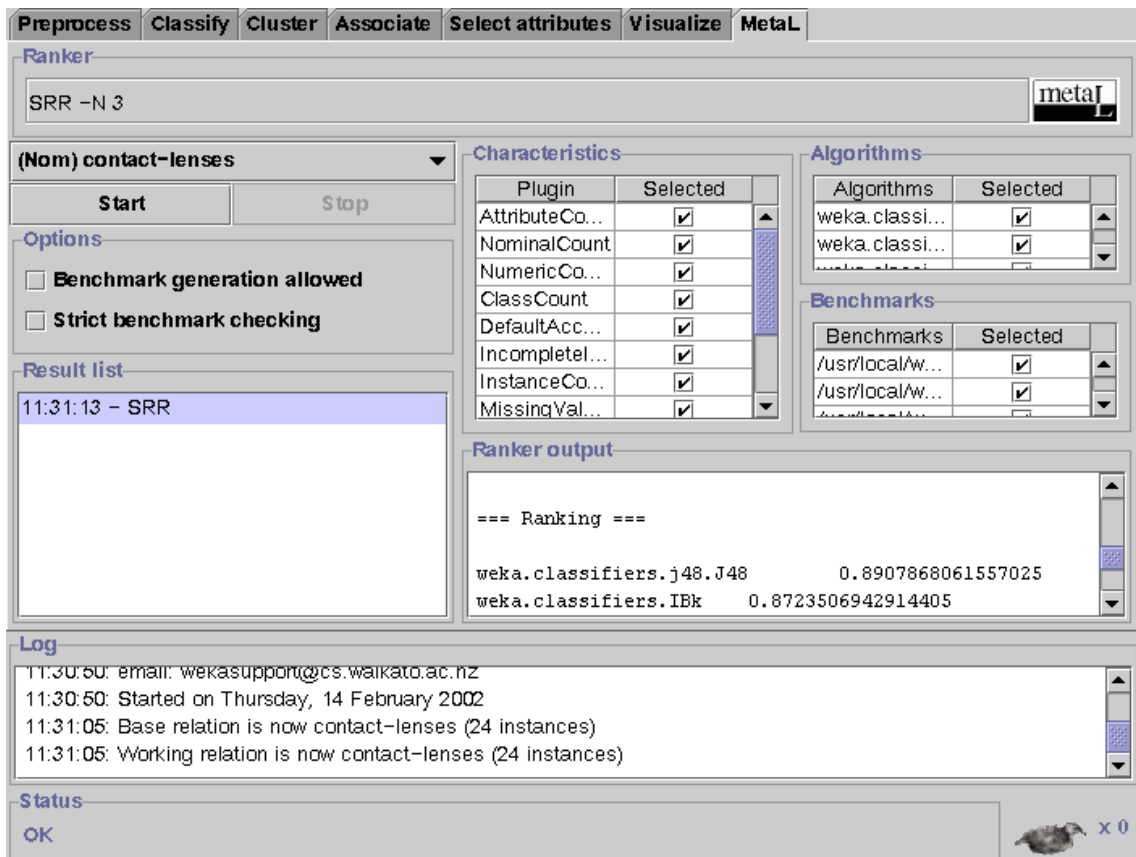 Preprocess Classify Cluster Associate Select attributes Visualize MetaL
Ranker
SRR -N 3
metaL
(Nom) contact-lenses
Start Stop
Options
Benchmark generation allowed
Strict benchmark checking
Result list
11:31:13 - SRR
Characteristics
Plugin Selected
AttributeCo...
NominalCount
NumericCo...
ClassCount
DefaultAcc...
IncompleteI...
InstanceCo...
MissingVal...
Algorithms
Algorithms Selected
weka.classi...
weka.classi...
weka.classi...
Benchmarks
Benchmarks Selected
/usr/local/w...
/usr/local/w...
/usr/local/w...
Ranker output
=== Ranking ===
weka.classifiers.j48.J48 0.8907868061557025
weka.classifiers.IBk 0.8723506942914405
Log
11:30:50: email: wekasupport@cs.waikato.ac.nz
11:30:50: Started on Thursday, 14 February 2002
11:31:05: Base relation is now contact-lenses (24 instances)
11:31:05: Working relation is now contact-lenses (24 instances)
Status
OK
x 0